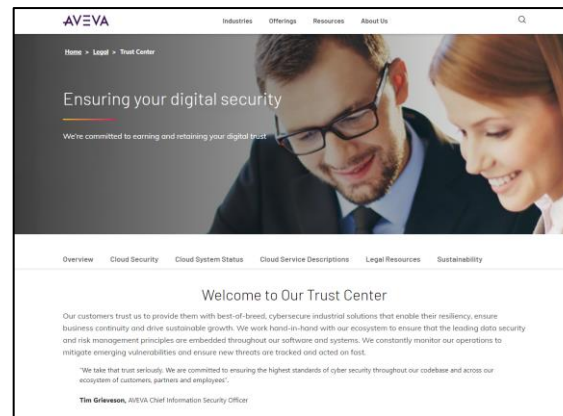 AVEVA
Industries Offerings Resources About Us
Home > Legal > Trust Center
Ensuring your digital security
We're committed to earning and retaining your digital trust
Overview Cloud Security Cloud System Status Cloud Service Descriptions Legal Resources Sustainability
Welcome to Our Trust Center
Our customers trust us to provide them with best-of-breed, cybersecure industrial solutions that enable their resiliency, ensure
business continuity and drive sustainable growth. We work hand-in-hand with our ecosystem to ensure that the leading data security
and risk management principles are embedded throughout our software and systems. We constantly monitor our operations to
mitigate emerging vulnerabilities and ensure new threats are tracked and acted on fast.
"We take that trust seriously. We are committed to ensuring the highest standards of cyber security throughout our codebase and across our
ecosystem of customers, partners and employees".
Tim Grieveson, AVEVA Chief Information Security Officer